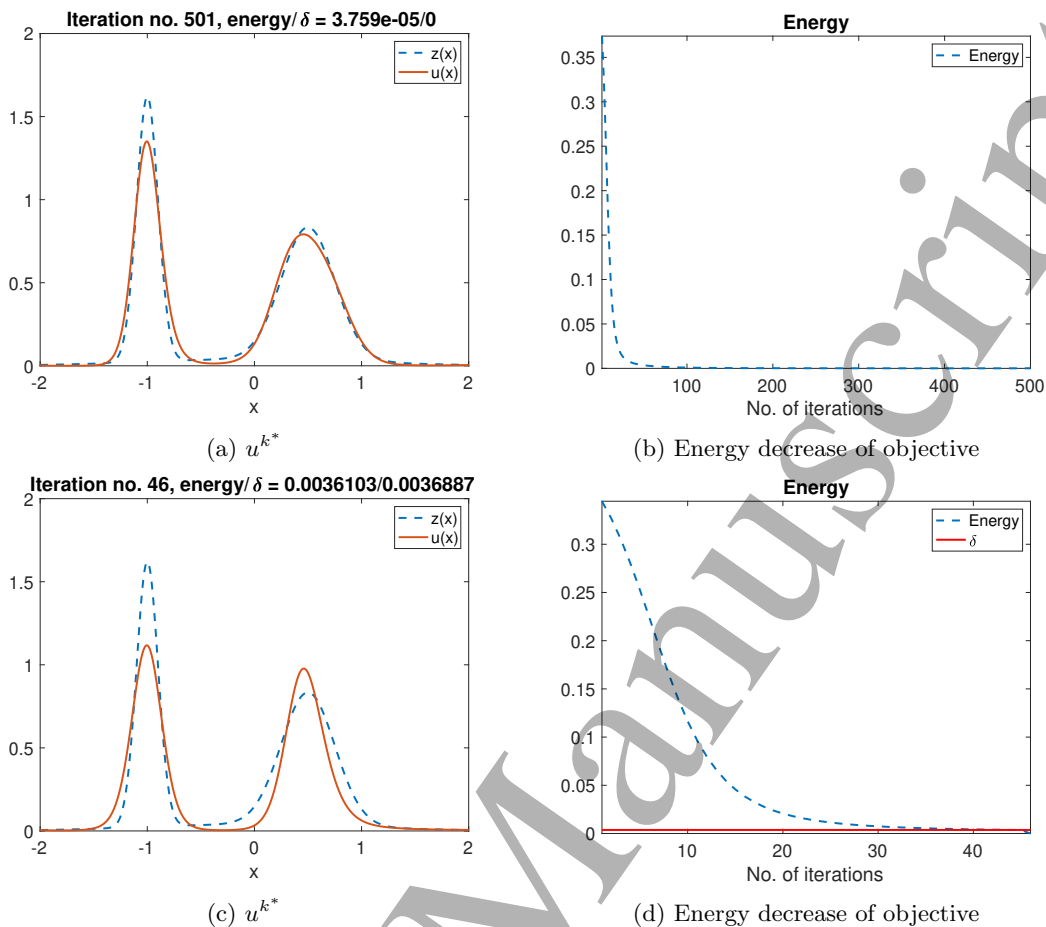 Iteration no. 501, energy/ δ = 3.759e-05/0
2
1.5
1
0.5
0
-2 -1 0 1 2
x
z(x)
u(x)
(a) u^{k*}
Energy
0.35
0.3
0.25
0.2
0.15
0.1
0.05
0
100 200 300 400 500
No. of iterations
Energy
(b) Energy decrease of objective
Iteration no. 46, energy/ δ = 0.0036103/0.0036887
2
1.5
1
0.5
0
-2 -1 0 1 2
x
z(x)
u(x)
(c) u^{k*}
Energy
0.3
0.25
0.2
0.15
0.1
0.05
0
10 20 30 40
No. of iterations
Energy
δ
(d) Energy decrease of objective
Manuscrip